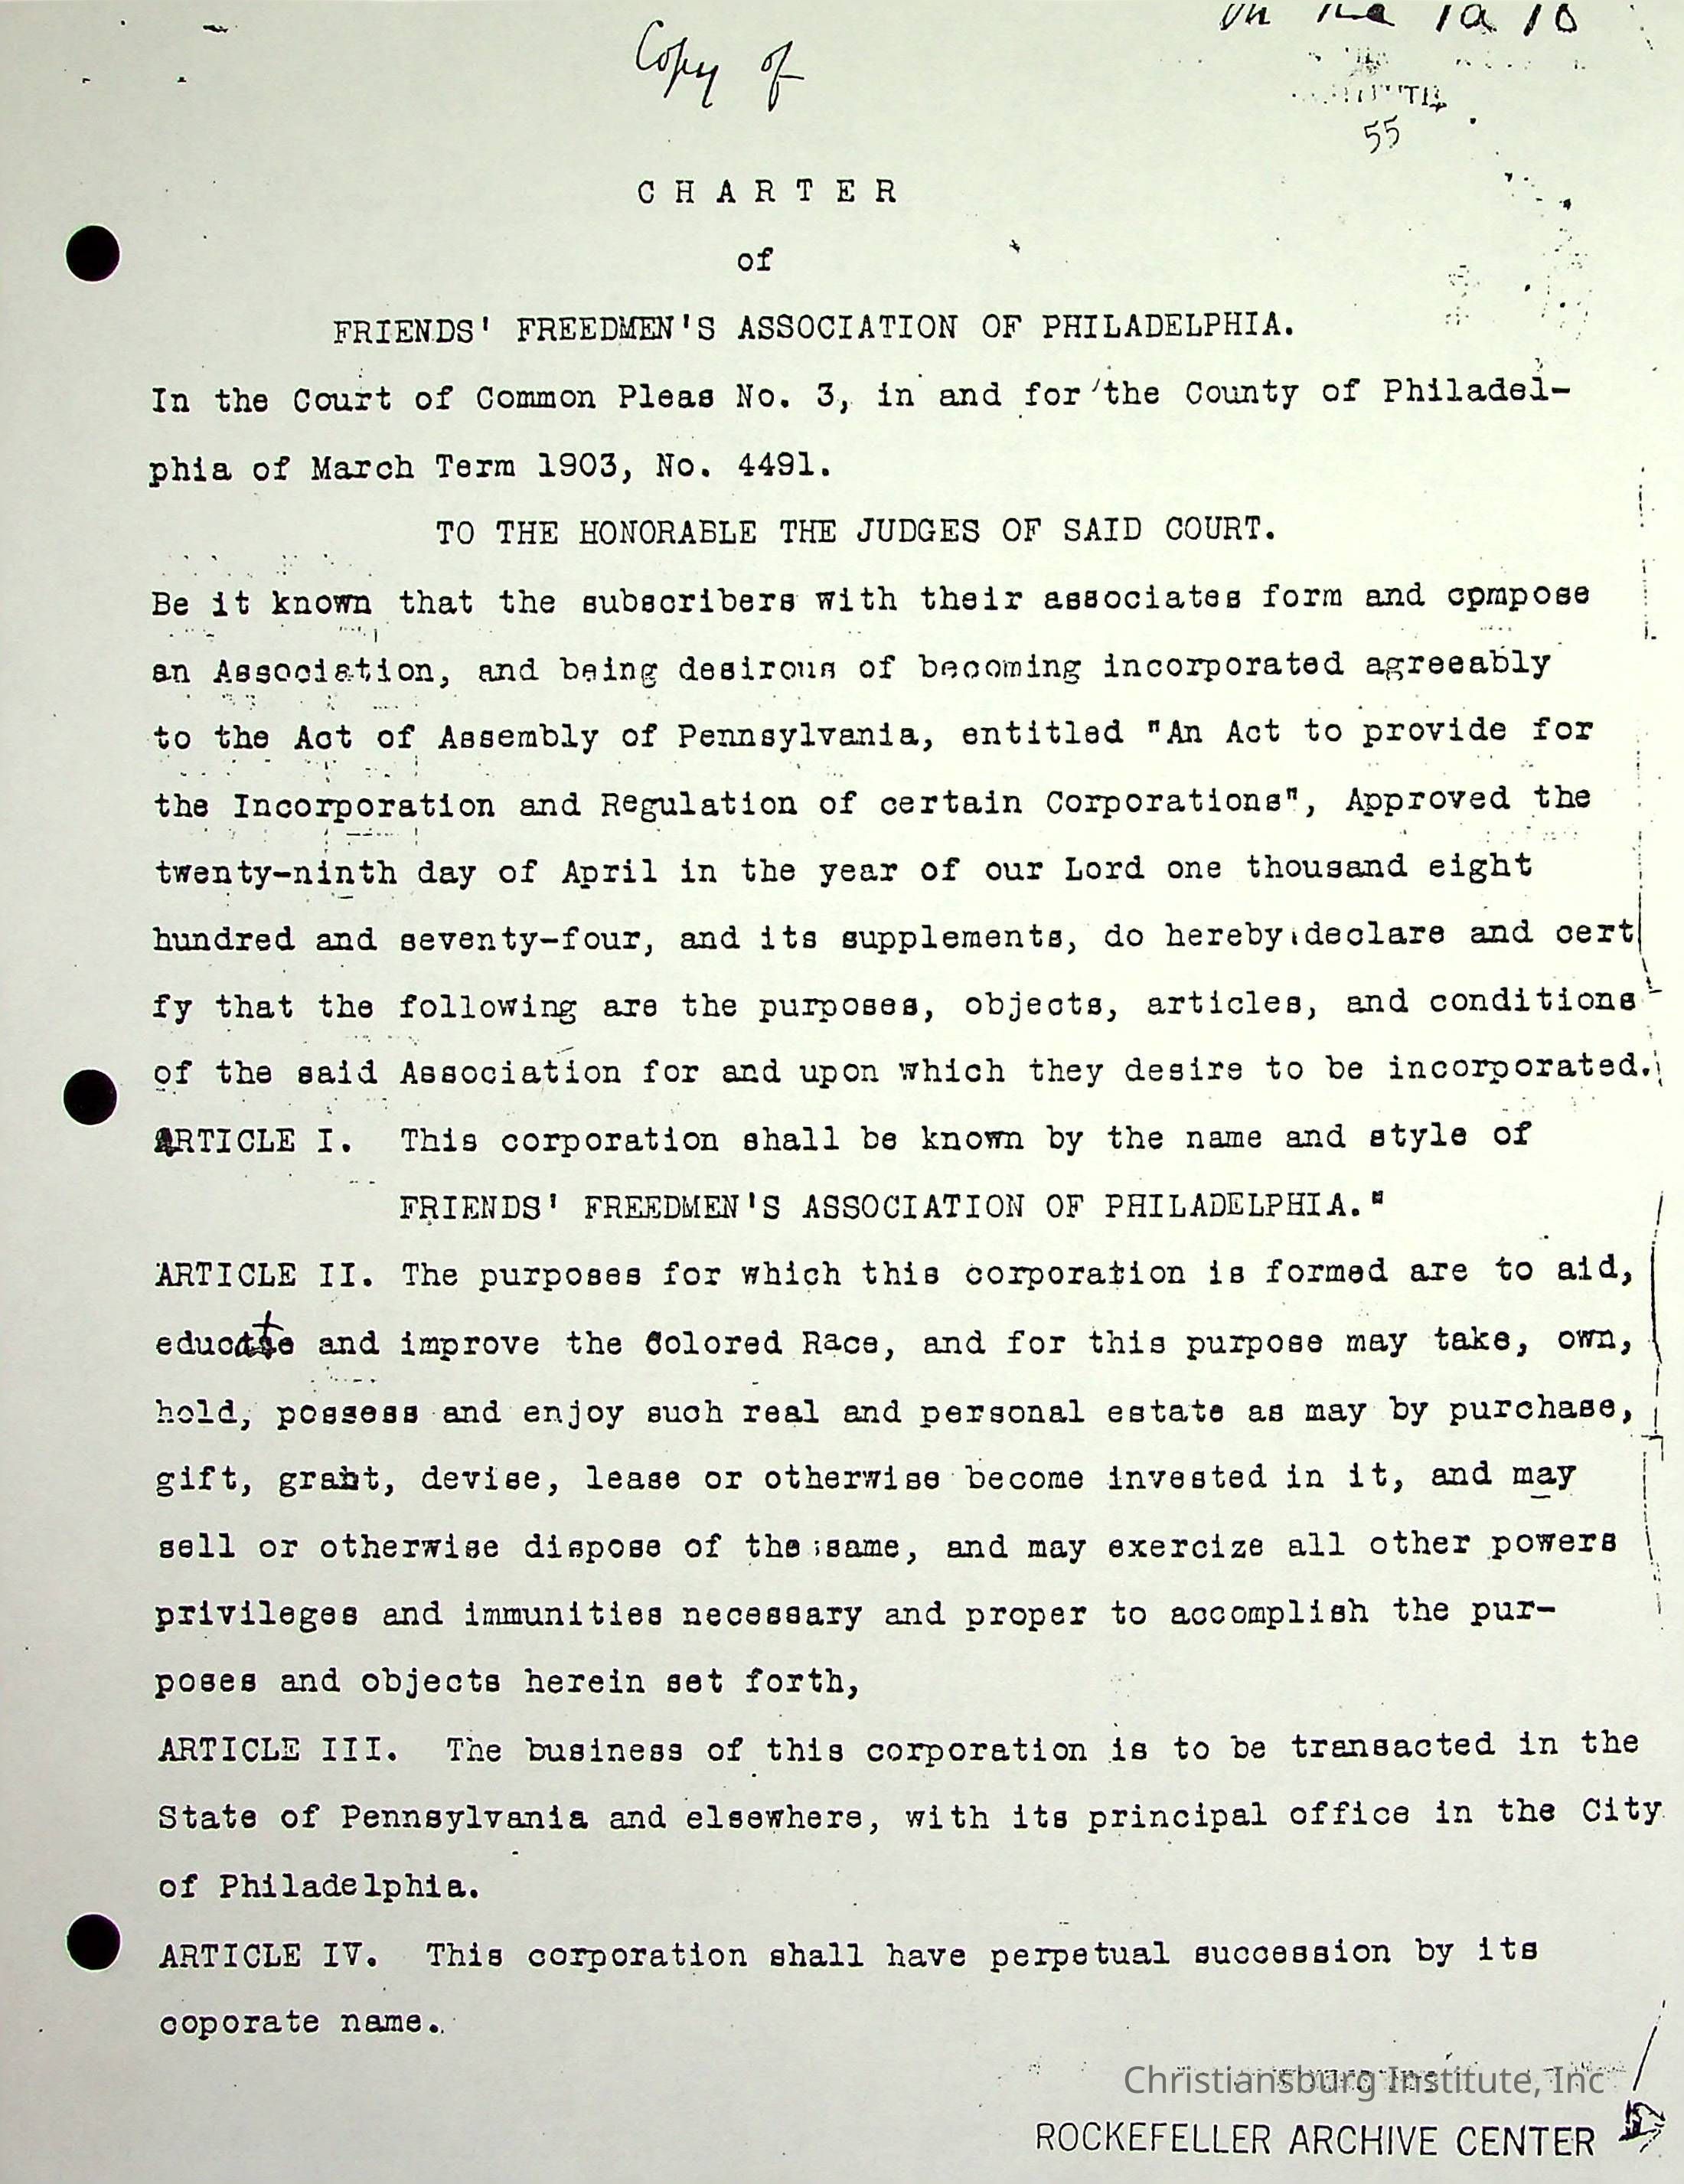 Copy of
55
C H A R T E R
of
FRIENDS' FREEDMEN'S ASSOCIATION OF PHILADELPHIA.
In the Court of Common Pleas No. 3, in and for the County of Philadel-
phia of March Term 1903, No. 4491.
TO THE HONORABLE THE JUDGES OF SAID COURT.
Be it known that the subscribers with their associates form and cpmpose
an Association, and being desirous of becoming incorporated agreeably
to the Act of Assembly of Pennsylvania, entitled "An Act to provide for
the Incorporation and Regulation of certain Corporations", Approved the
twenty-ninth day of April in the year of our Lord one thousand eight
hundred and seventy-four, and its supplements, do hereby declare and cert
fy that the following are the purposes, objects, articles, and conditions
of the said Association for and upon which they desire to be incorporated.
ARTICLE I. This corporation shall be known by the name and style of
FRIENDS' FREEDMEN'S ASSOCIATION OF PHILADELPHIA."
ARTICLE II. The purposes for which this corporation is formed are to aid,
educate and improve the Colored Race, and for this purpose may take, own,
hold, possess and enjoy such real and personal estate as may by purchase,
gift, grant, devise, lease or otherwise become invested in it, and may
sell or otherwise dispose of the same, and may exercize all other powers
privileges and immunities necessary and proper to accomplish the pur-
poses and objects herein set forth,
ARTICLE III. The business of this corporation is to be transacted in the
State of Pennsylvania and elsewhere, with its principal office in the City
of Philadelphia.
ARTICLE IV. This corporation shall have perpetual succession by its
coporate name.
Christiansburg Institute, Inc
ROCKEFELLER ARCHIVE CENTER